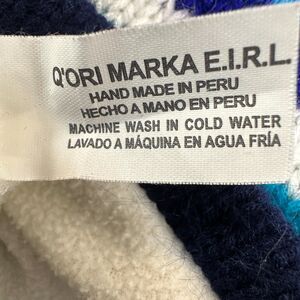 Q'ORI MARKA E.I.R.L.
HAND MADE IN PERU
HECHO A MANO EN PERU
MACHINE WASH IN COLD WATER
LAVADO A MÁQUINA EN AGUA FRÍA